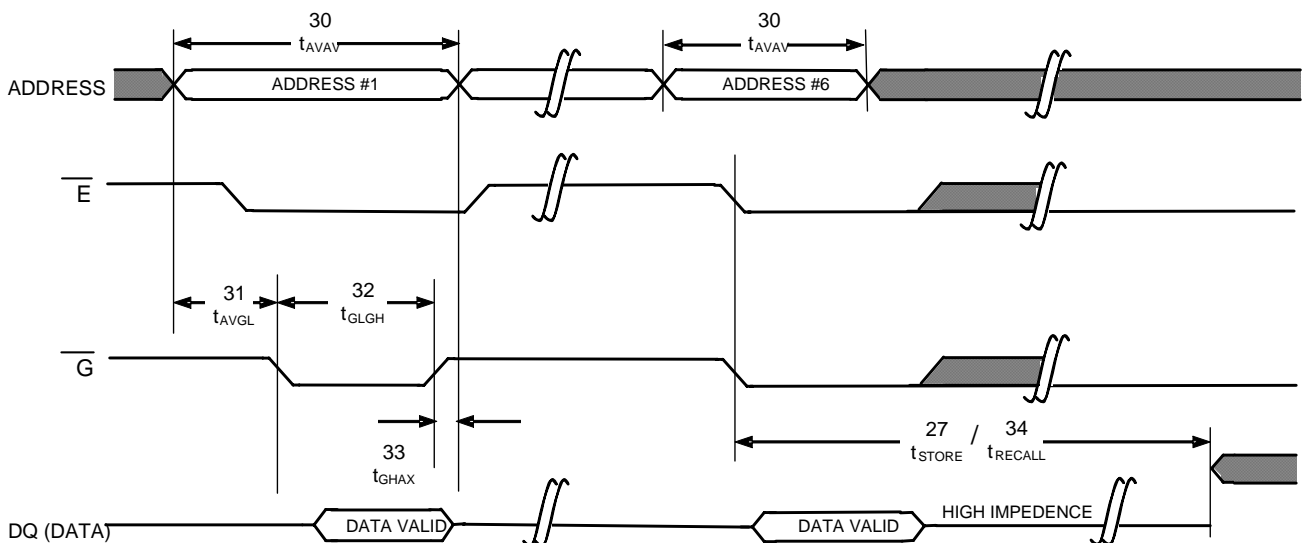 30
tAVAV
30
tAVAV
ADDRESS
ADDRESS #1
ADDRESS #6
E
31
tAVGL
32
tGLGH
G
33
tGHAX
27 / 34
tSTORE tRECALL
DQ (DATA)
DATA VALID
DATA VALID
HIGH IMPEDENCE